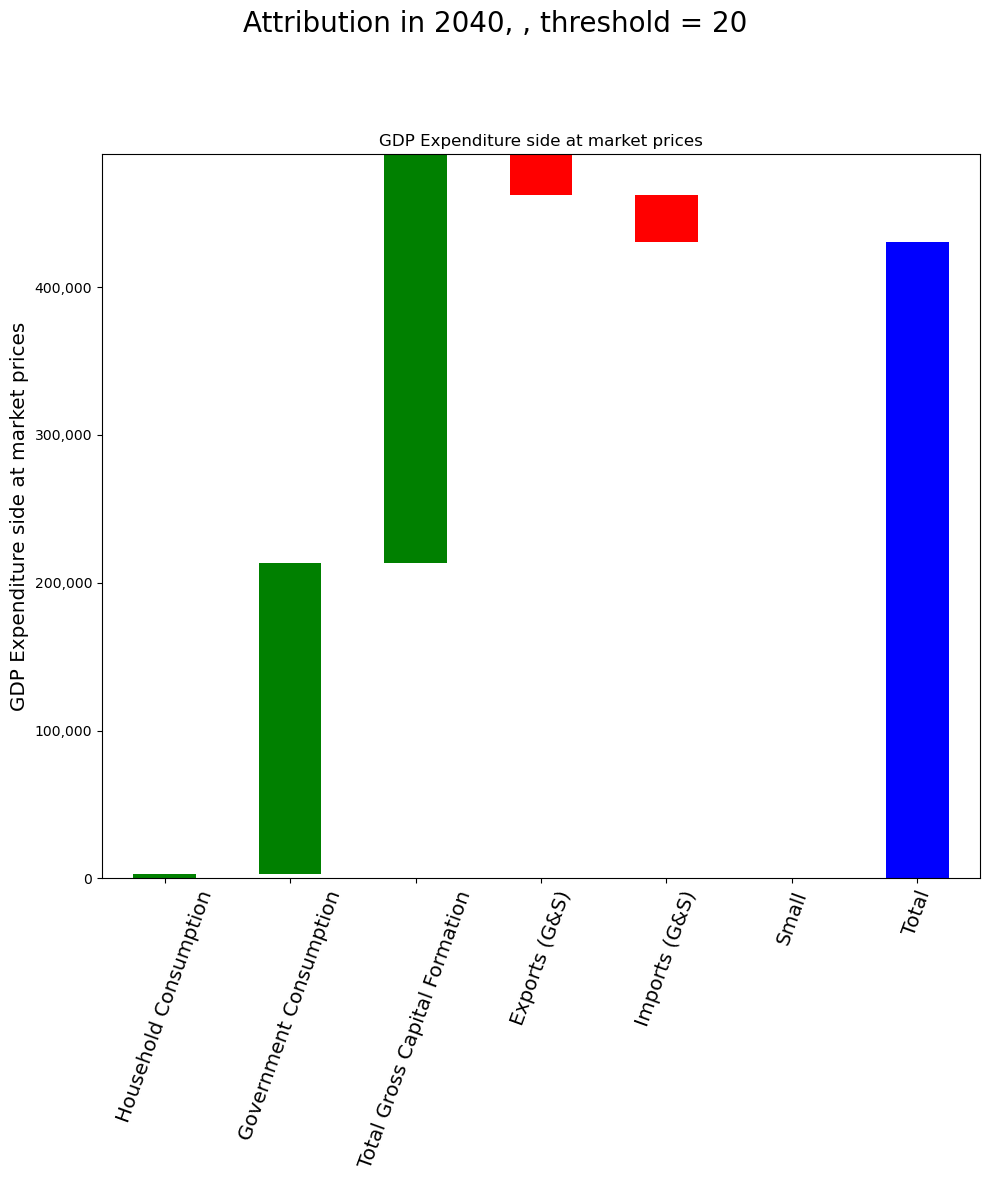 Attribution in 2040, , threshold = 20
GDP Expenditure side at market prices
GDP Expenditure side at market prices
400,000
300,000
200,000
100,000
0
Household Consumption
Government Consumption
Total Gross Capital Formation
Exports (G&S)
Imports (G&S)
Small
Total